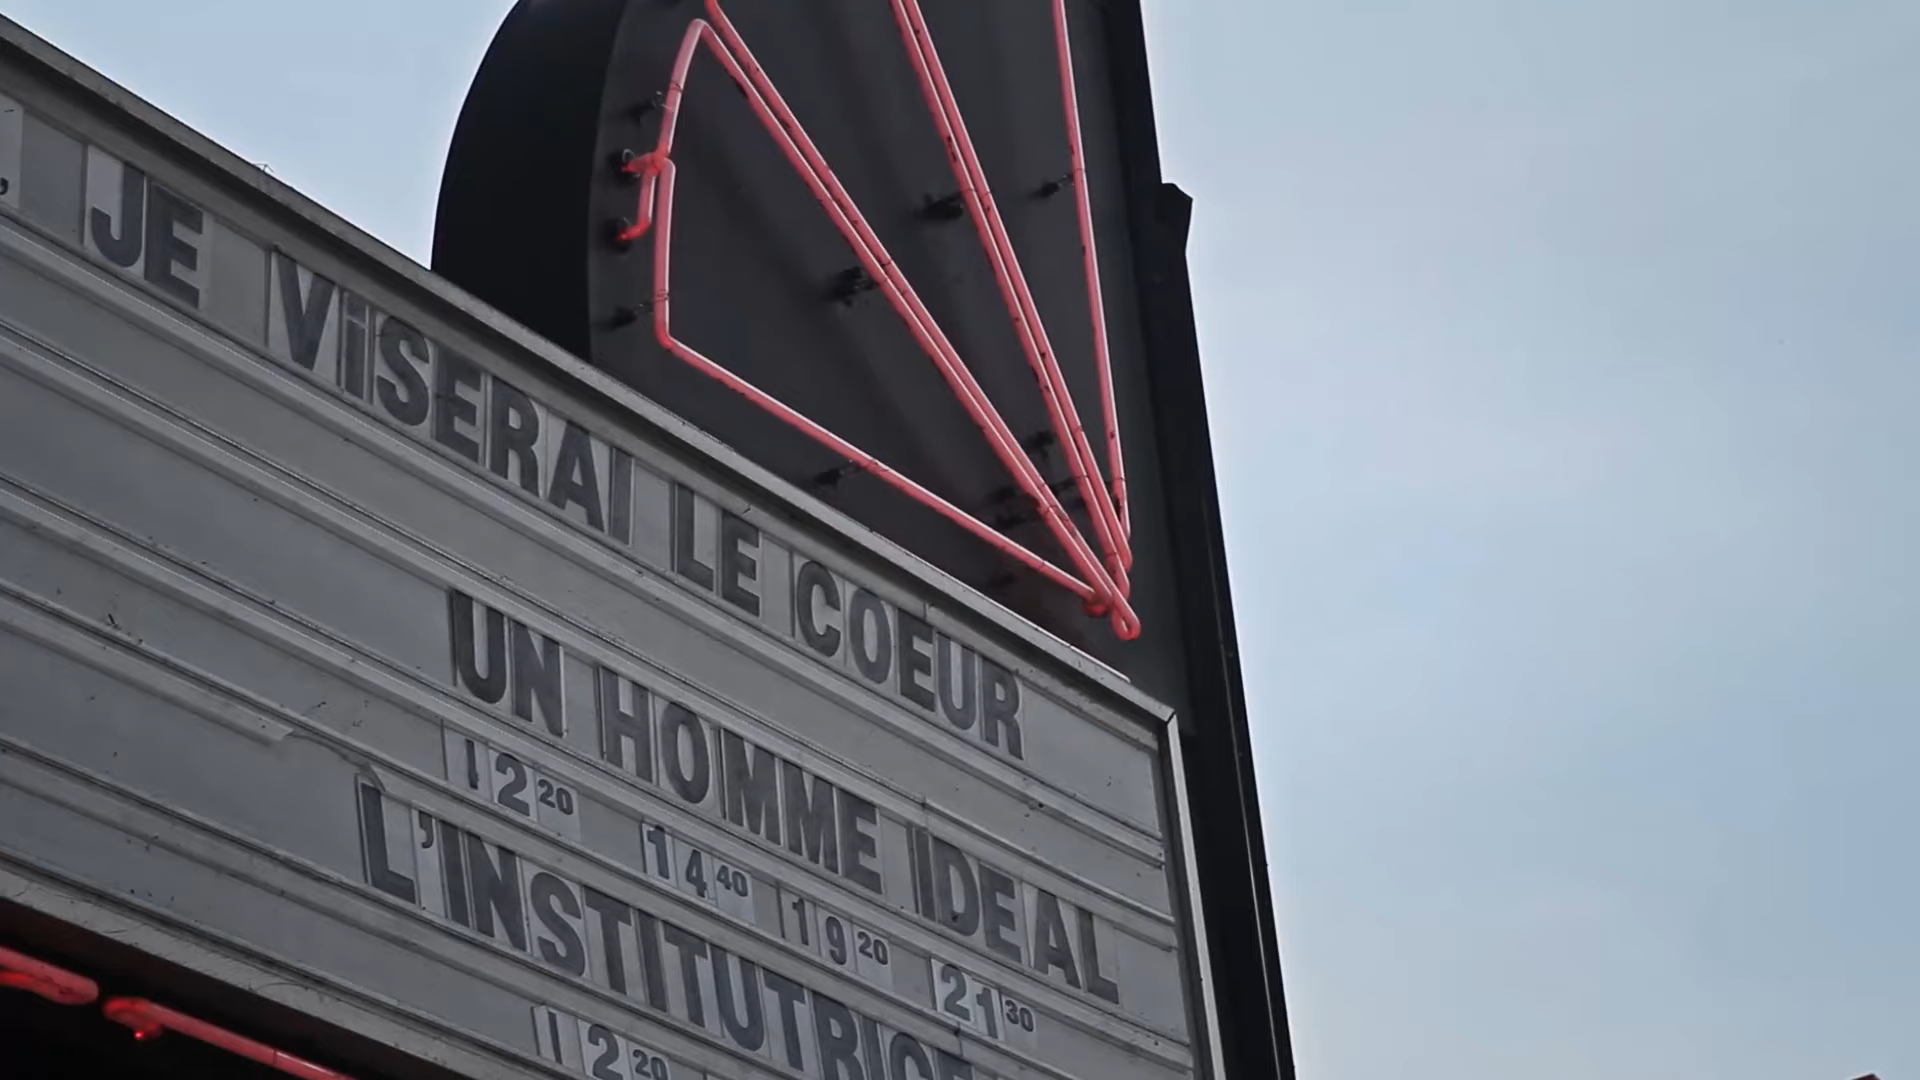 , JE ViSERAI LE COEUR
UN HOMME IDEAL
12 20 14 40 19 20 21 30
L'INSTITUTRICE
12 20